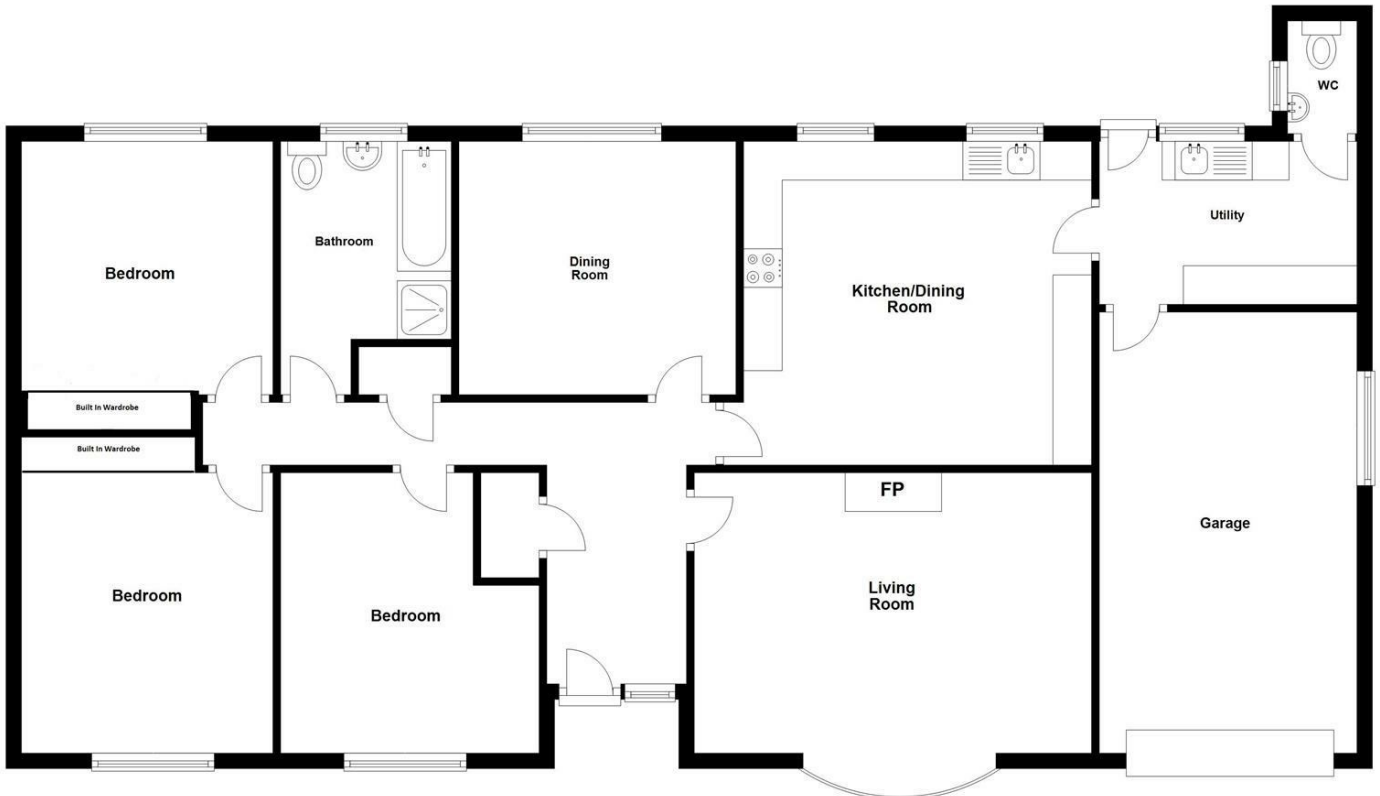 WC
Bathroom
Utility
Bedroom
Dining
Room
Kitchen/Dining
Room
Built In Wardrobe
Built In Wardrobe
FP
Garage
Bedroom
Bedroom
Living
Room